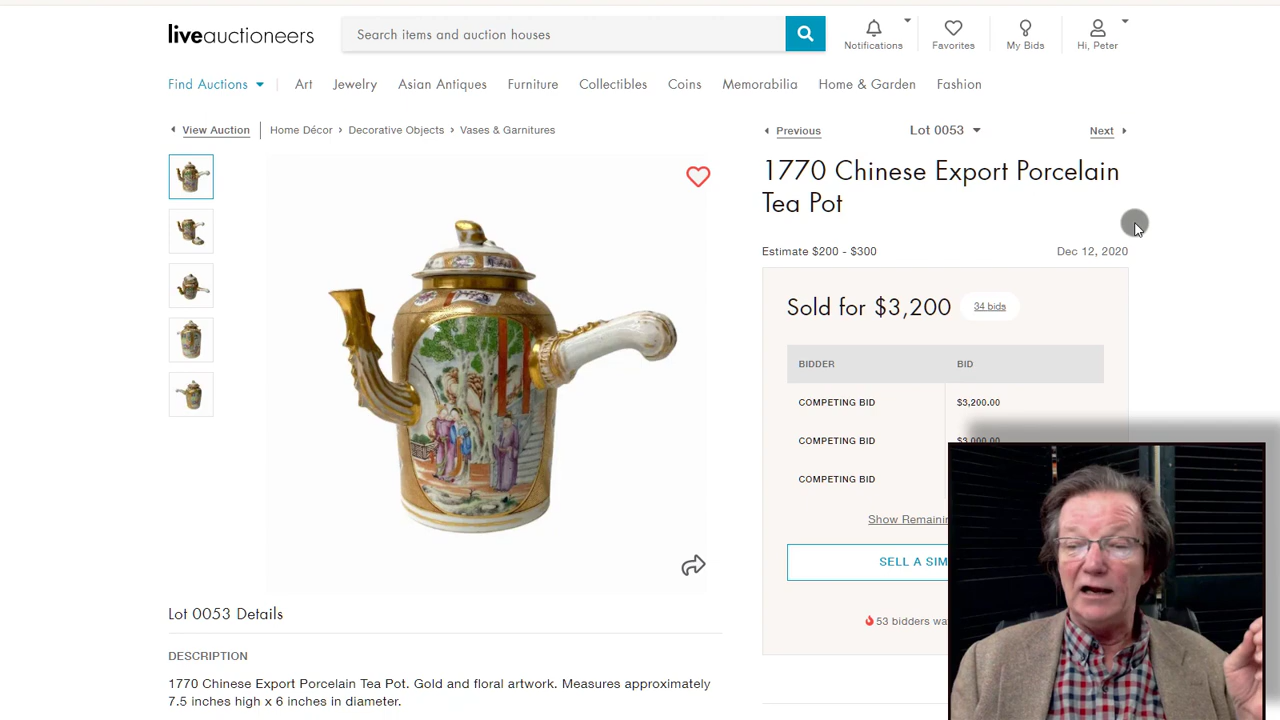 liveauctioneers
Search items and auction houses
Notifications
Favorites
My Bids
Hi, Peter
Find Auctions
Art
Jewelry
Asian Antiques
Furniture
Collectibles
Coins
Memorabilia
Home & Garden
Fashion
View Auction
Home Décor › Decorative Objects › Vases & Garnitures
Previous
Lot 0053
Next
1770 Chinese Export Porcelain
Tea Pot
Estimate $200 - $300
Dec 12, 2020
Sold for $3,200
34 bids
BIDDER
BID
COMPETING BID
$3,200.00
COMPETING BID
$3,000.00
COMPETING BID
Show
SELL A
53 bidders
Lot 0053 Details
DESCRIPTION
1770 Chinese Export Porcelain Tea Pot. Gold and floral artwork. Measures approximately
7.5 inches high x 6 inches in diameter.